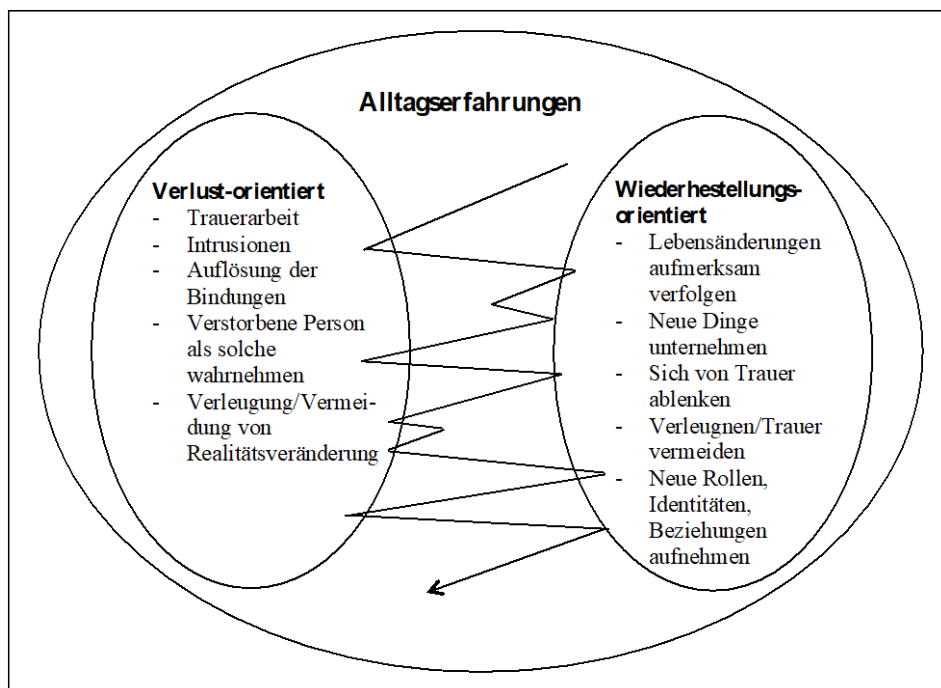 Alltagserfahrungen
Verlust-orientiert
- Trauerarbeit
- Intrusionen
- Auflösung der
Bindungen
- Verstorbene Person
als solche
wahrnehmen
- Verleugung/Vermei-
dung von
Realitätsveränderung
Wiederhestellungs-
orientiert
- Lebensänderungen
aufmerksam
verfolgen
- Neue Dinge
unternehmen
- Sich von Trauer
ablenken
- Verleugnen/Trauer
vermeiden
- Neue Rollen,
Identitäten,
Beziehungen
aufnehmen